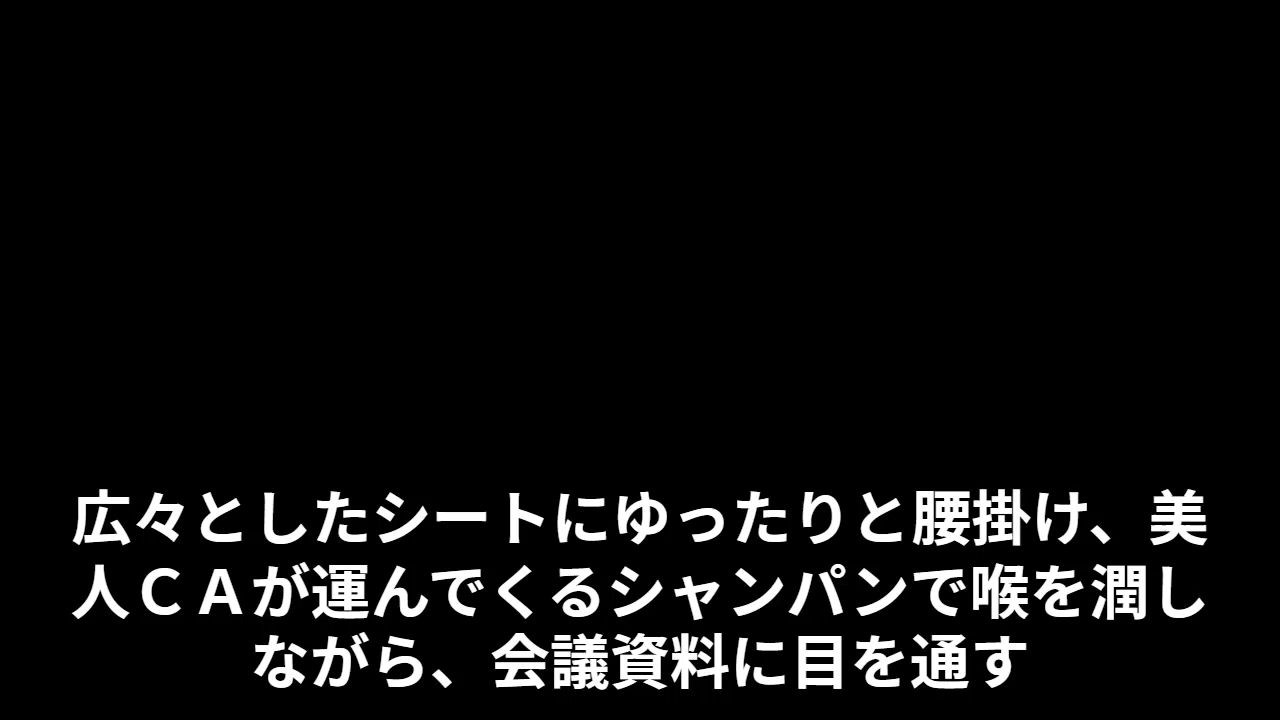 広々としたシートにゆったりと腰掛け、美
人ＣＡが運んでくるシャンパンで喉を潤し
ながら、会議資料に目を通す